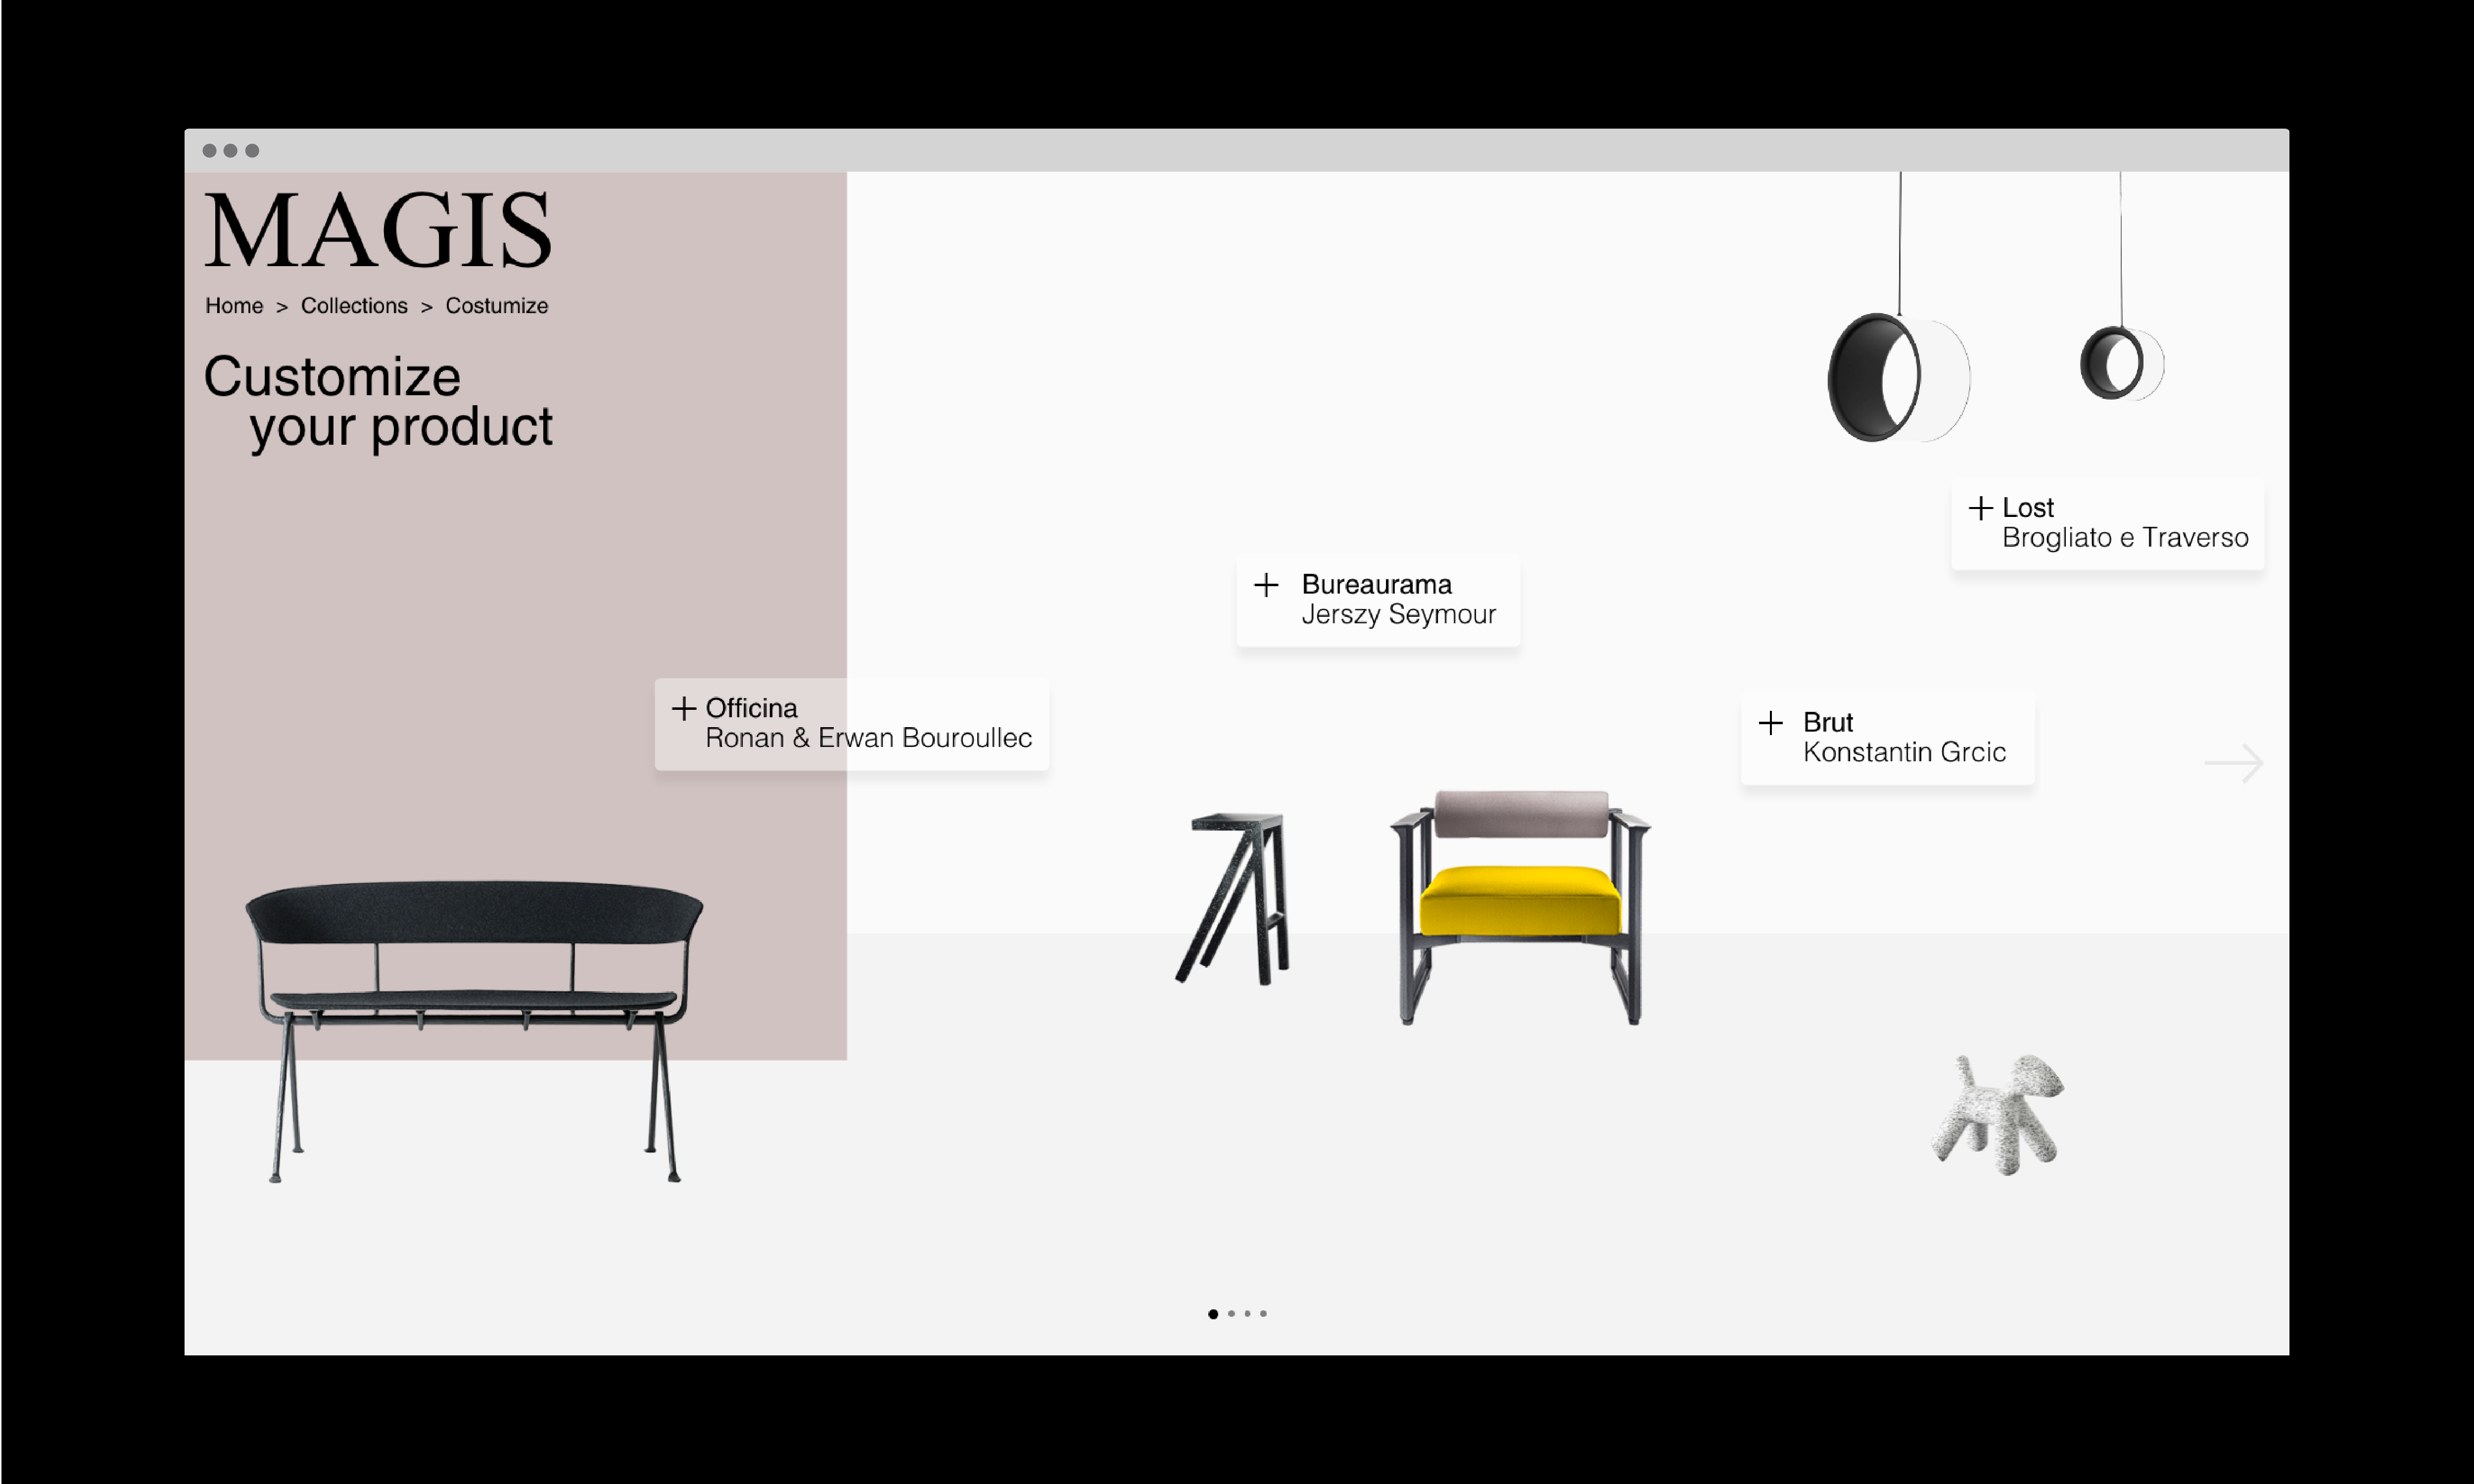 MAGIS
Home > Collections > Costumize
Customize
your product
+ Lost
Brogliato e Traverso
+ Bureaurama
Jerszy Seymour
+ Officina
Ronan & Erwan Bouroullec
+ Brut
Konstantin Grcic